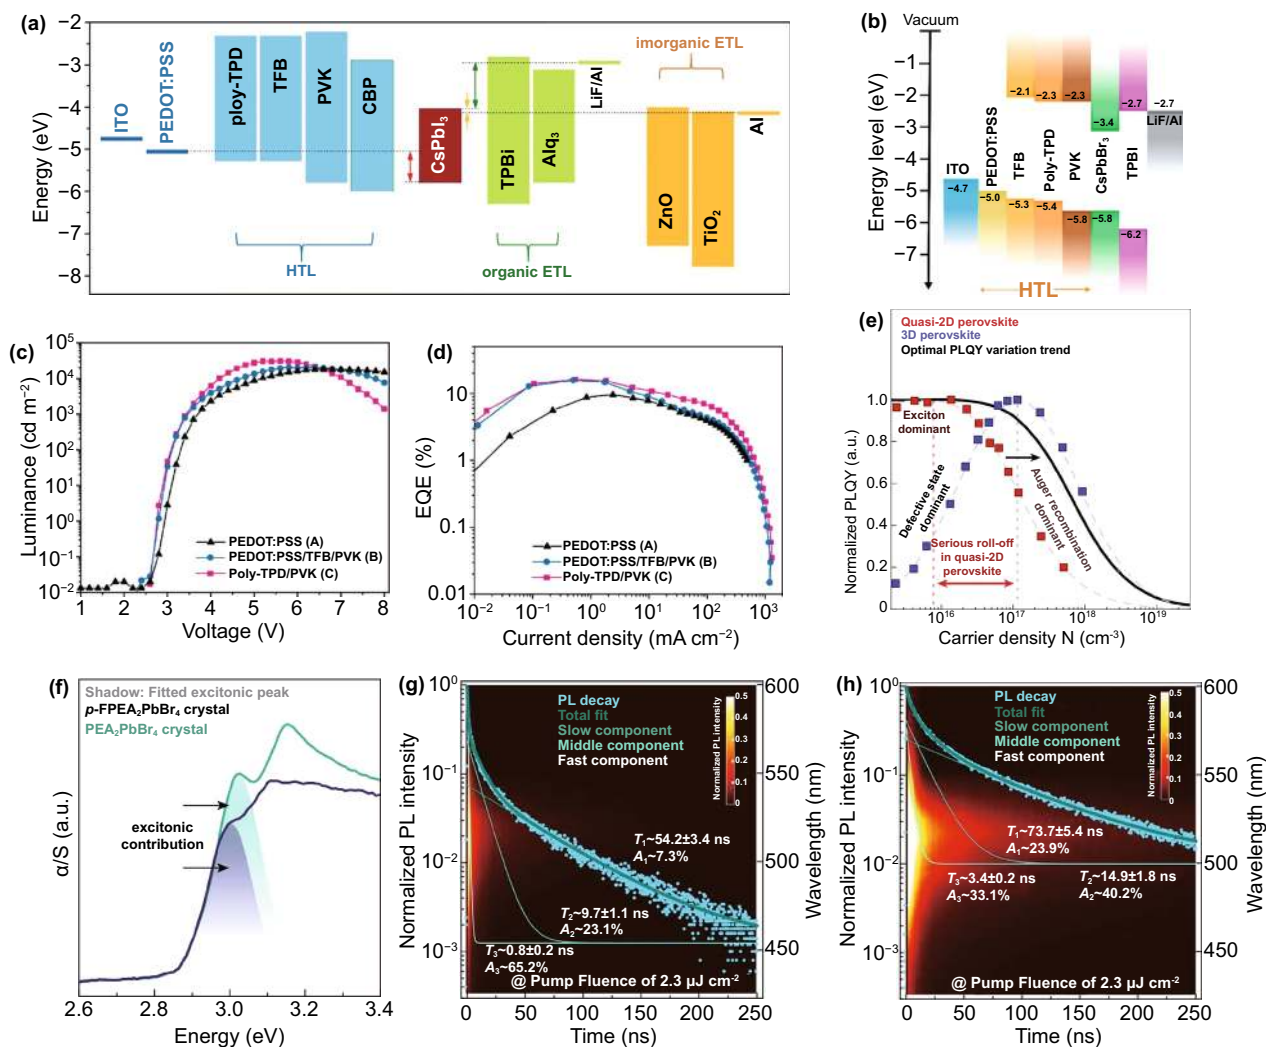 (a)
Energy (eV)
−2
−3
−4
−5
−6
−7
−8
ITO
PEDOT:PSS
ploy-TPD
TFB
PVK
CBP
HTL
CsPbI3
TPBi
Alq3
organic ETL
LiF/Al
imorganic ETL
ZnO
TiO2
Al
(b)
Vacuum
Energy level (eV)
−1
−2
−3
−4
−5
−6
−7
ITO
PEDOT:PSS
TFB
Poly-TPD
PVK
CsPbBr3
TPBI
LiF/Al
−2.1
−2.3
−2.3
−3.4
−2.7
−2.7
−4.7
−5.0
−5.3
−5.4
−5.8
−5.8
−6.2
HTL
(c)
Luminance (cd m−2)
10^5
10^4
10^3
10^2
10^1
10^0
10^-1
10^-2
PEDOT:PSS (A)
PEDOT:PSS/TFB/PVK (B)
Poly-TPD/PVK (C)
1 2 3 4 5 6 7 8
Voltage (V)
(d)
EQE (%)
10
1
0.1
0.01
PEDOT:PSS (A)
PEDOT:PSS/TFB/PVK (B)
Poly-TPD/PVK (C)
10^-2 10^-1 10^0 10^1 10^2 10^3
Current density (mA cm−2)
(e)
Quasi-2D perovskite
3D perovskite
Optimal PLQY variation trend
Normalized PLQY (a.u.)
1.0
0.8
0.6
0.4
0.2
0
Exciton
dominant
Defective state
dominant
Auger recombination
dominant
Serious roll-off
in quasi-2D
perovskite
10^16 10^17 10^18 10^19
Carrier density N (cm-3)
(f)
Shadow: Fitted excitonic peak
p-FPEA2PbBr4 crystal
PEA2PbBr4 crystal
α/S (a.u.)
excitonic
contribution
2.6 2.8 3.0 3.2 3.4
Energy (eV)
(g)
Normalized PL intensity
10^0
10^-1
10^-2
10^-3
PL decay
Total fit
Slow component
Middle component
Fast component
Normalized PL intensity
0.5
0.4
0.3
0.2
0.1
0
T1~54.2±3.4 ns
A1~7.3%
T2~9.7±1.1 ns
A2~23.1%
T3~0.8±0.2 ns
A3~65.2%
@ Pump Fluence of 2.3 µJ cm-2
600
550
500
450
Wavelength (nm)
0 50 100 150 200 250
Time (ns)
(h)
Normalized PL intensity
10^0
10^-1
10^-2
10^-3
PL decay
Total fit
Slow component
Middle component
Fast component
Normalized PL intensity
0.5
0.4
0.3
0.2
0.1
0
T1~73.7±5.4 ns
A1~23.9%
T3~3.4±0.2 ns
A3~33.1%
T2~14.9±1.8 ns
A2~40.2%
@ Pump Fluence of 2.3 µJ cm-2
600
550
500
450
Wavelength (nm)
0 50 100 150 200 250
Time (ns)